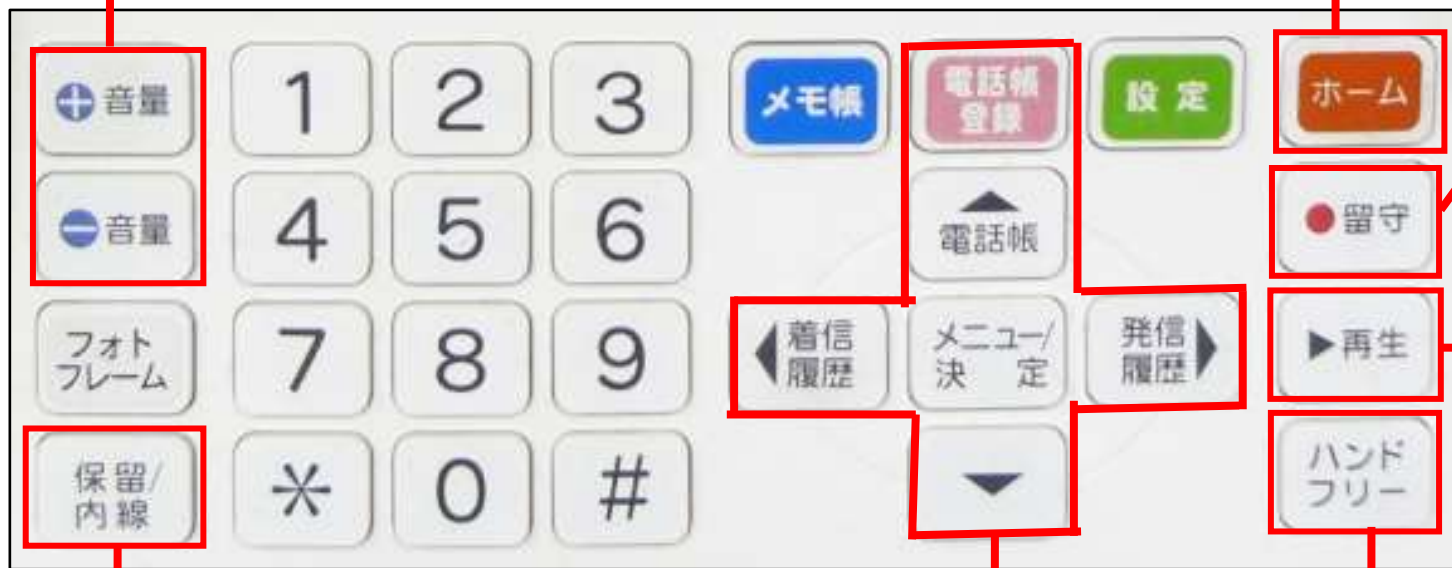 +音量
1
2
3
メモ帳
電話帳
登録
設定
ホーム
-音量
4
5
6
▲
電話帳
●留守
フォト
フレーム
7
8
9
◀着信
履歴
メニュー/
決定
発信▶
履歴
▶再生
保留/
内線
*
0
#
▼
ハンド
フリー